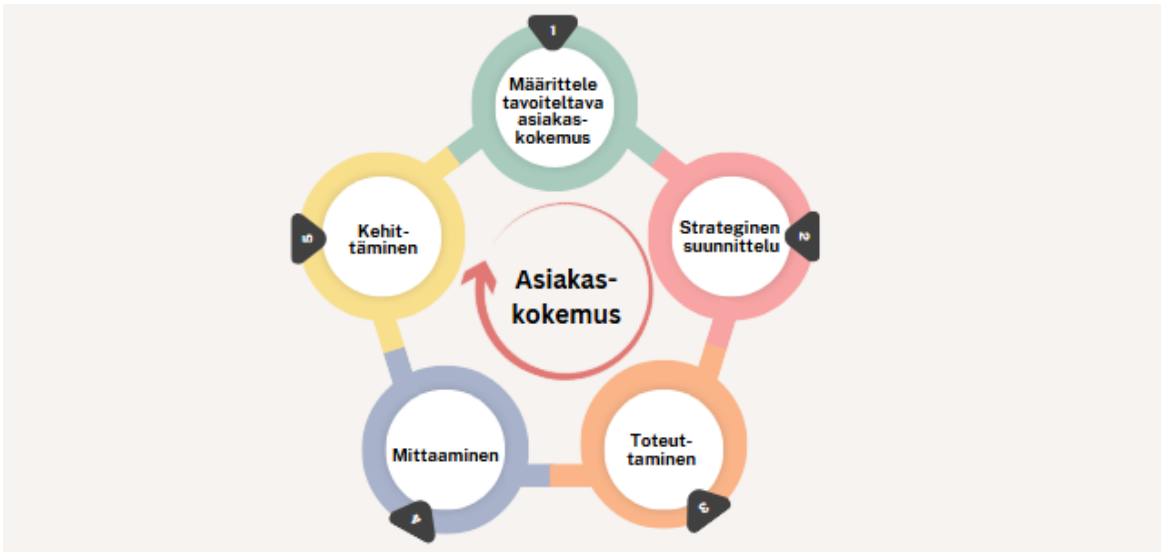 1
Määrittele
tavoiteltava
asiakas-
kokemus
2
Strateginen
suunnittelu
3
Toteut-
taminen
4
Mittaaminen
5
Kehit-
täminen
Asiakas-
kokemus